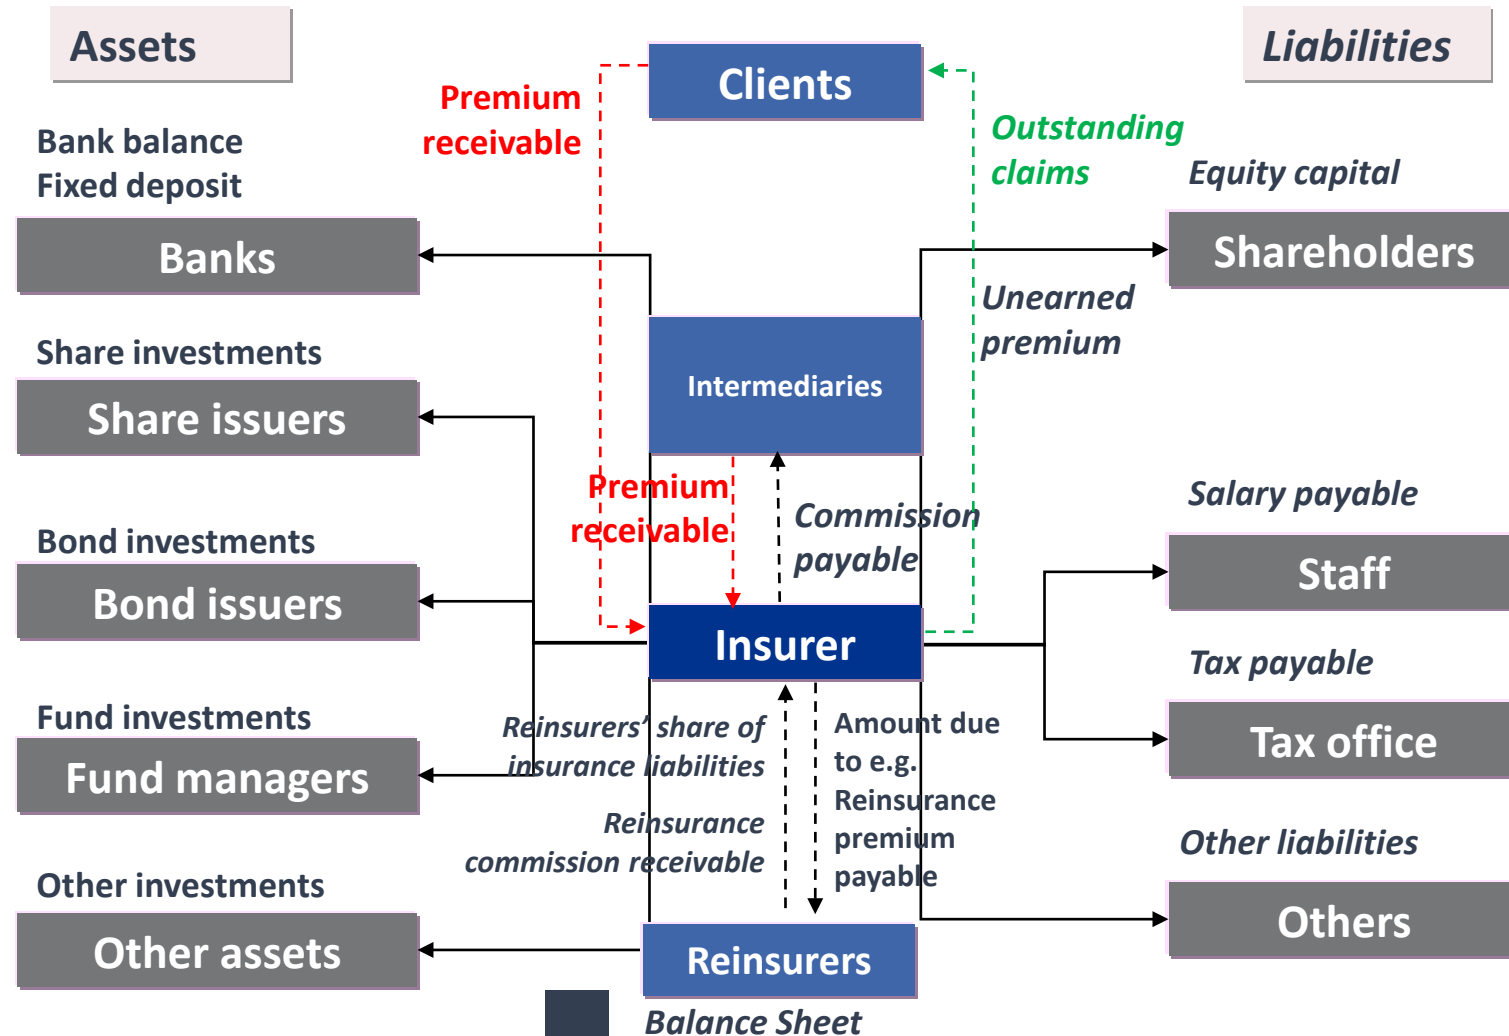 Assets
Clients
Liabilities
Premium
receivable
Outstanding
claims
Bank balance
Fixed deposit
Banks
Equity capital
Shareholders
Unearned
premium
Share investments
Share issuers
Intermediaries
Premium
receivable
Commission
payable
Salary payable
Staff
Bond investments
Bond issuers
Insurer
Tax payable
Tax office
Fund investments
Fund managers
Reinsurers’ share of
insurance liabilities
Reinsurance
commission receivable
Amount due
to e.g.
Reinsurance
premium
payable
Other liabilities
Others
Other investments
Other assets
Reinsurers
Balance Sheet